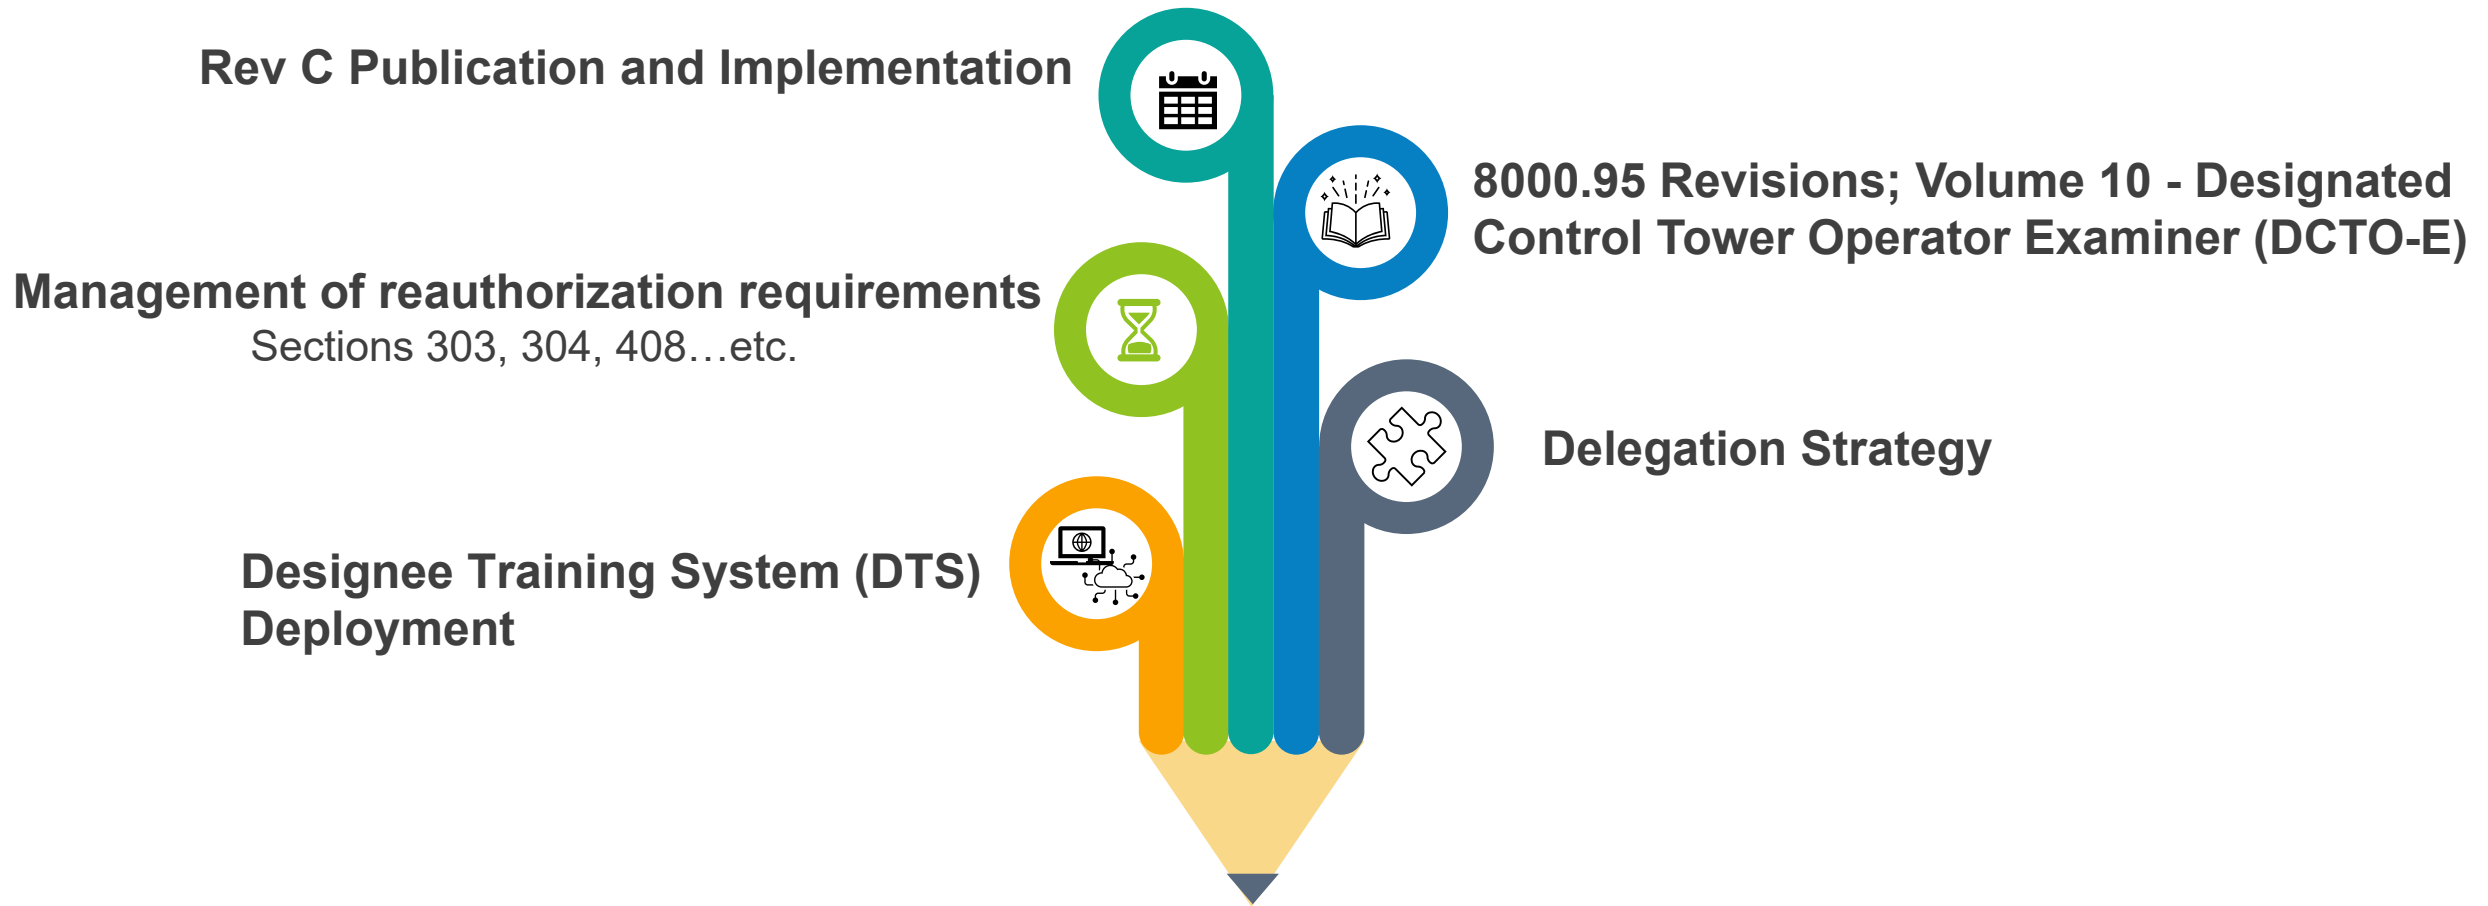 Rev C Publication and Implementation
8000.95 Revisions; Volume 10 - Designated
Control Tower Operator Examiner (DCTO-E)
Management of reauthorization requirements
Sections 303, 304, 408…etc.
Delegation Strategy
Designee Training System (DTS)
Deployment